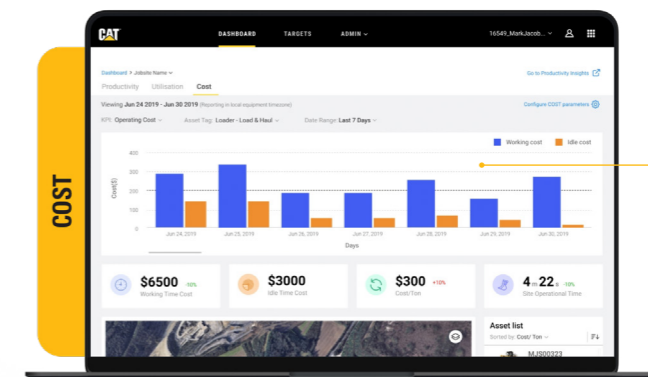 COST
CAT
DASHBOARD TARGETS ADMIN 16549_MarkJacob...
Dashboard > Jobsite Name
Go to Productivity Insights
Productivity Utilisation Cost
Viewing Jun 24 2019 - Jun 30 2019 (Reporting in local equipment timezone)
Configure COST parameters
KPI: Operating Cost Asset Tag: Loader - Load & Haul Date Range: Last 7 Days
Working cost Idle cost
400
300
200
100
0
Cost($)
Jun 24, 2019 Jun 25, 2019 Jun 26, 2019 Jun 27, 2019 Jun 28, 2019 Jun 29, 2019 Jun 30, 2019
Days
$6500 -10%
Working Time Cost
$3000
Idle Time Cost
$300 +10%
Cost/Ton
4 m 22 s -10%
Site Operational Time
Asset list
Sorted by: Cost/ Ton
MJS00323